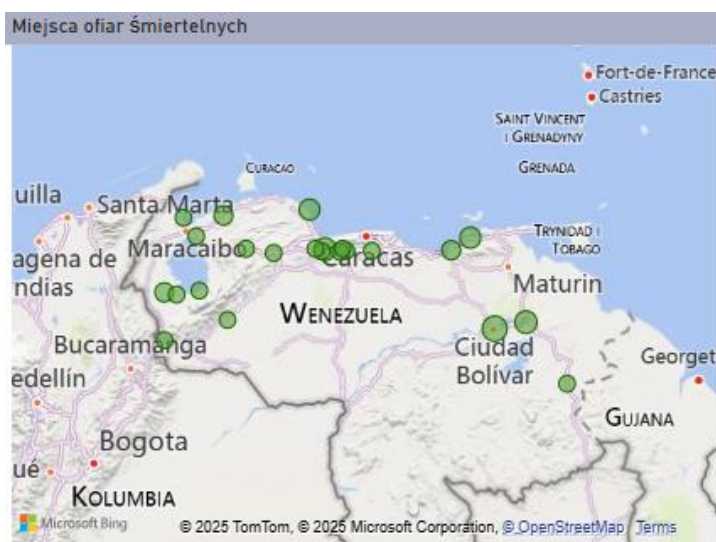 Miejsca ofiar śmiertelnych
Fort-de-France
Castries
SAINT VINCENT
I GRENADYNY
GRENADA
CURACAO
uilla
Santa Marta
TRYNIDAD I
TOBAGO
Maracaibo
Caracas
agena de
ndias
Maturin
WENEZUELA
Bucaramanga
Ciudad
Bolívar
Georget
edellín
GUJANA
Bogota
ué
KOLUMBIA
Microsoft Bing
© 2025 TomTom, © 2025 Microsoft Corporation, © OpenStreetMap Terms